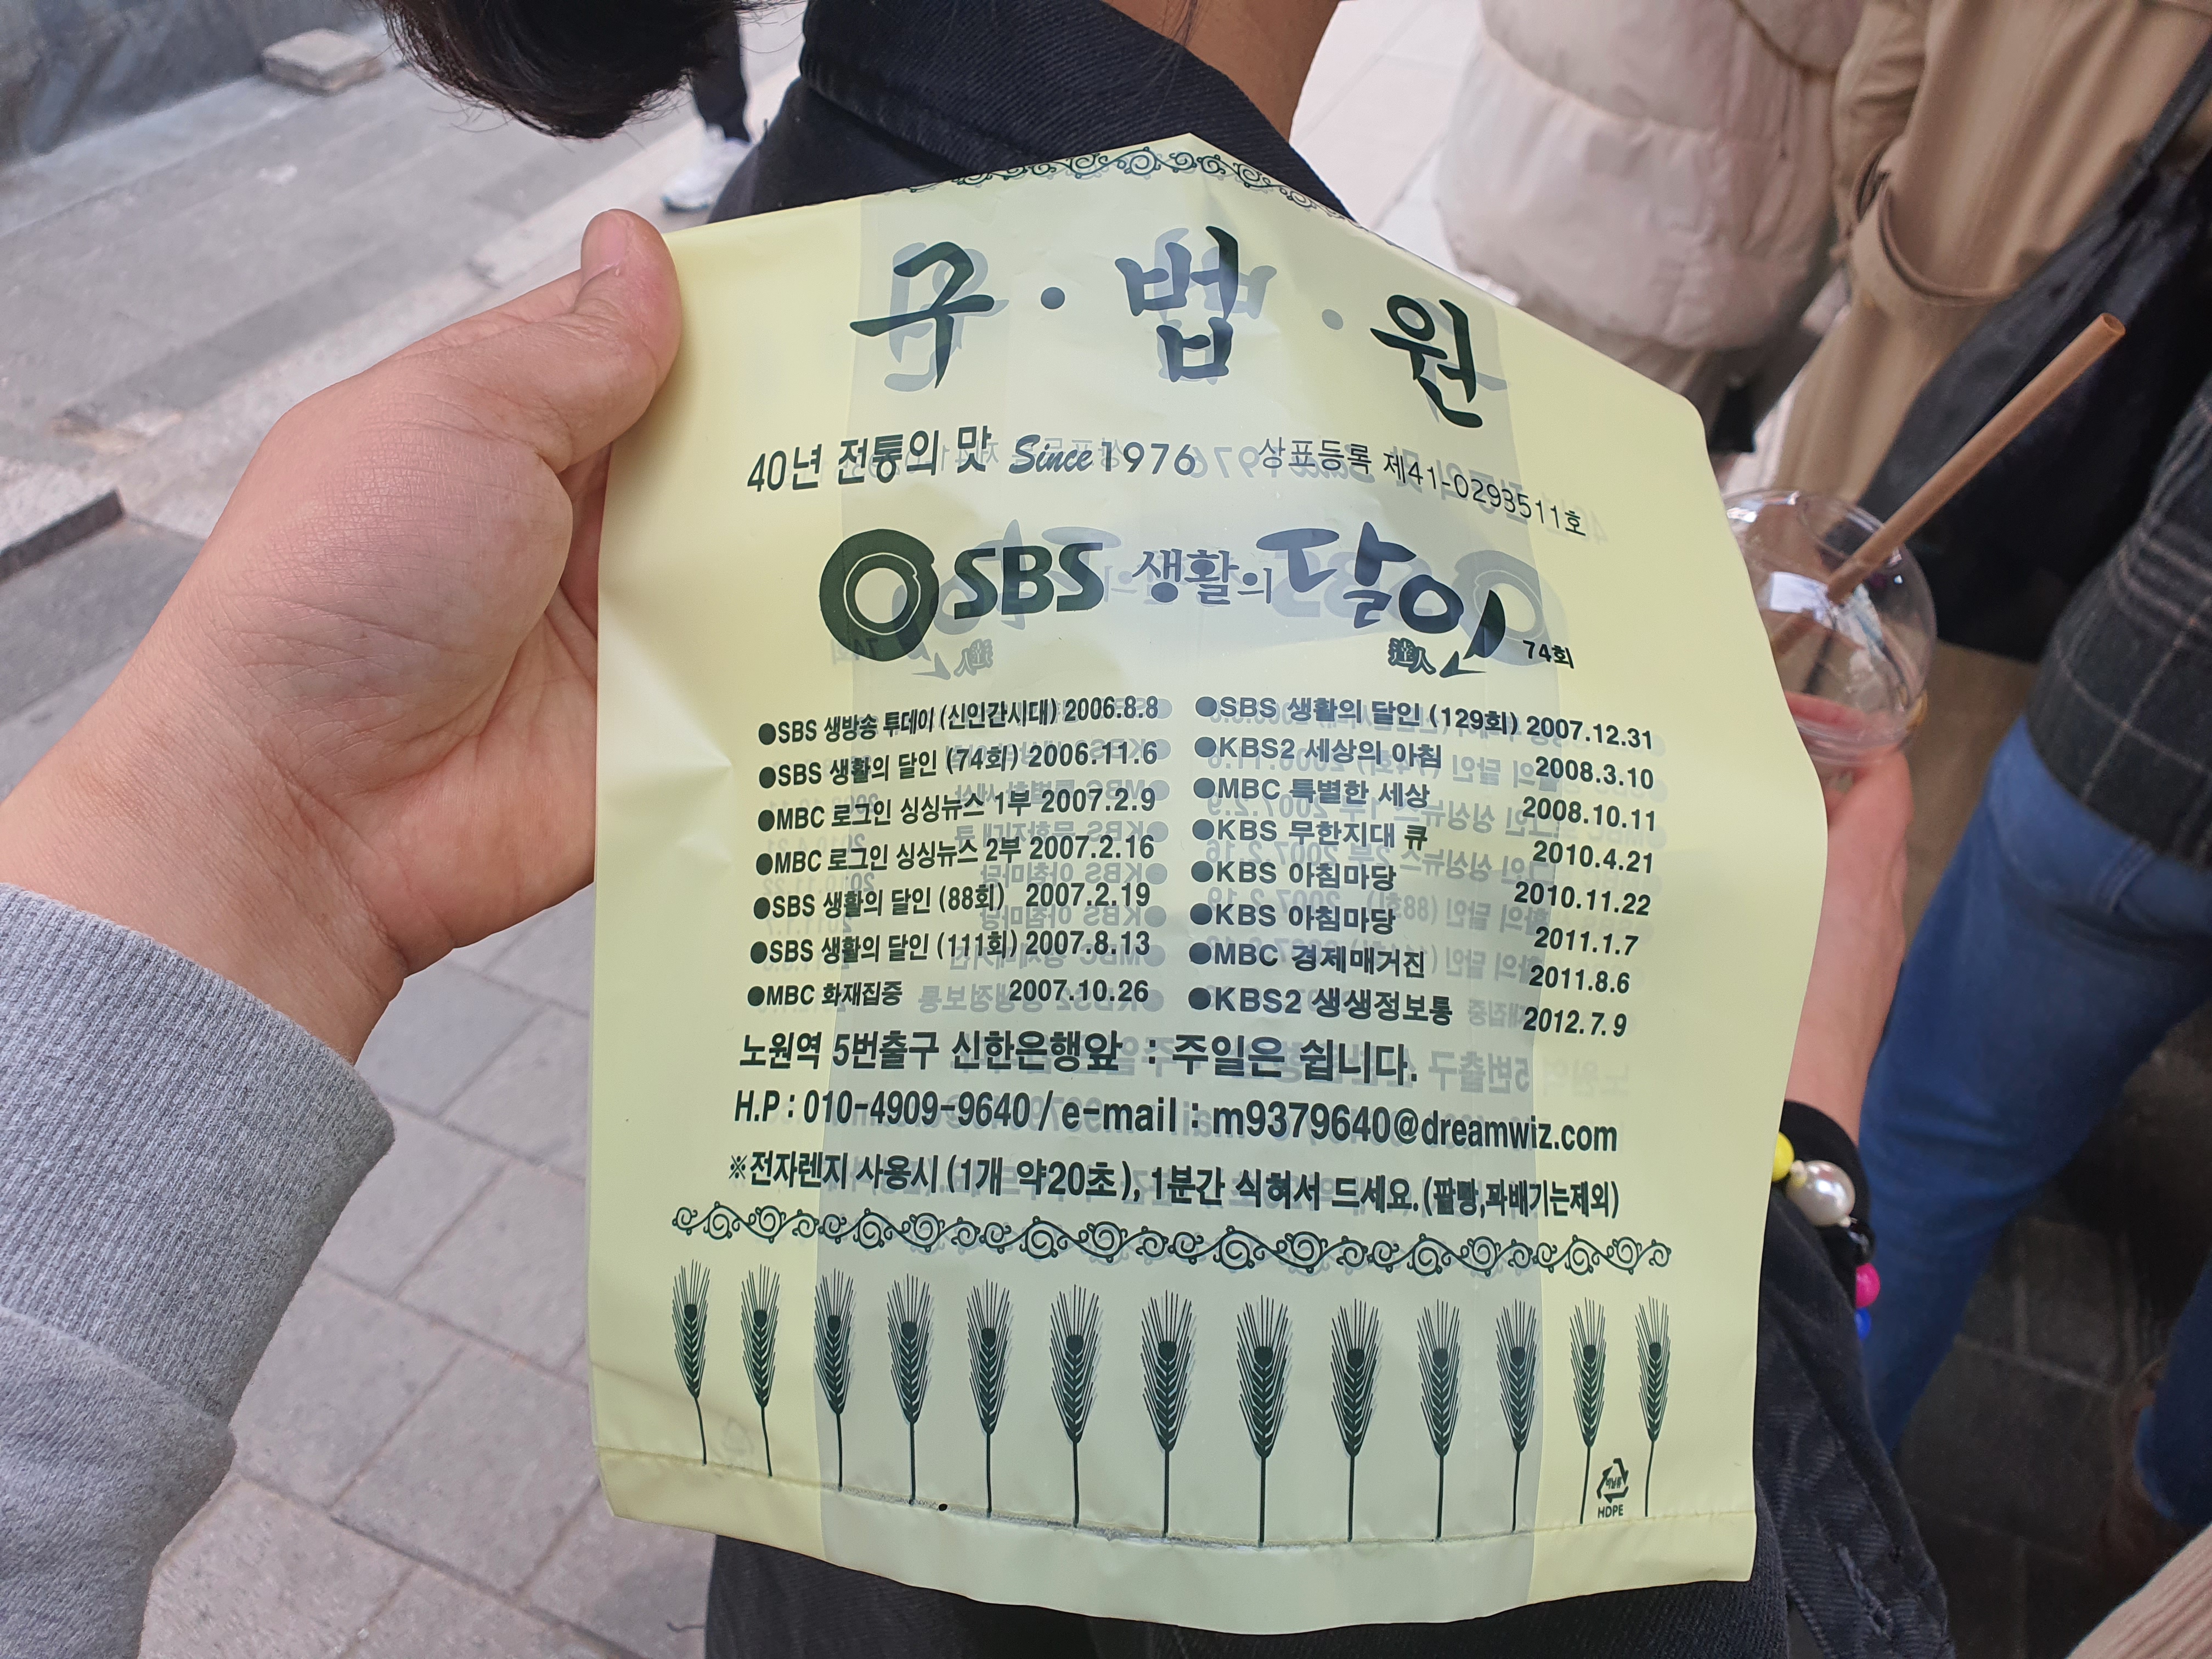 구·법·원
40년 전통의 맛 Since 1976 상표등록 제41-0293511호
SBS 생활의 달인 達人 74회
●SBS 생방송 투데이 (신인간시대) 2006.8.8
●SBS 생활의 달인 (74회) 2006.11.6
●MBC 로그인 싱싱뉴스 1부 2007.2.9
●MBC 로그인 싱싱뉴스 2부 2007.2.16
●SBS 생활의 달인 (88회) 2007.2.19
●SBS 생활의 달인 (111회) 2007.8.13
●MBC 화재집중 2007.10.26
●SBS 생활의 달인 (129회) 2007.12.31
●KBS2 세상의 아침 2008.3.10
●MBC 특별한 세상 2008.10.11
●KBS 무한지대 큐 2010.4.21
●KBS 아침마당 2010.11.22
●KBS 아침마당 2011.1.7
●MBC 경제매거진 2011.8.6
●KBS2 생생정보통 2012.7.9
노원역 5번출구 신한은행앞 : 주일은 쉽니다.
H.P : 010-4909-9640 / e-mail : m9379640@dreamwiz.com
※전자렌지 사용시 (1개 약20초), 1분간 식혀서 드세요. (팥빵,꽈배기는제외)
HDPE